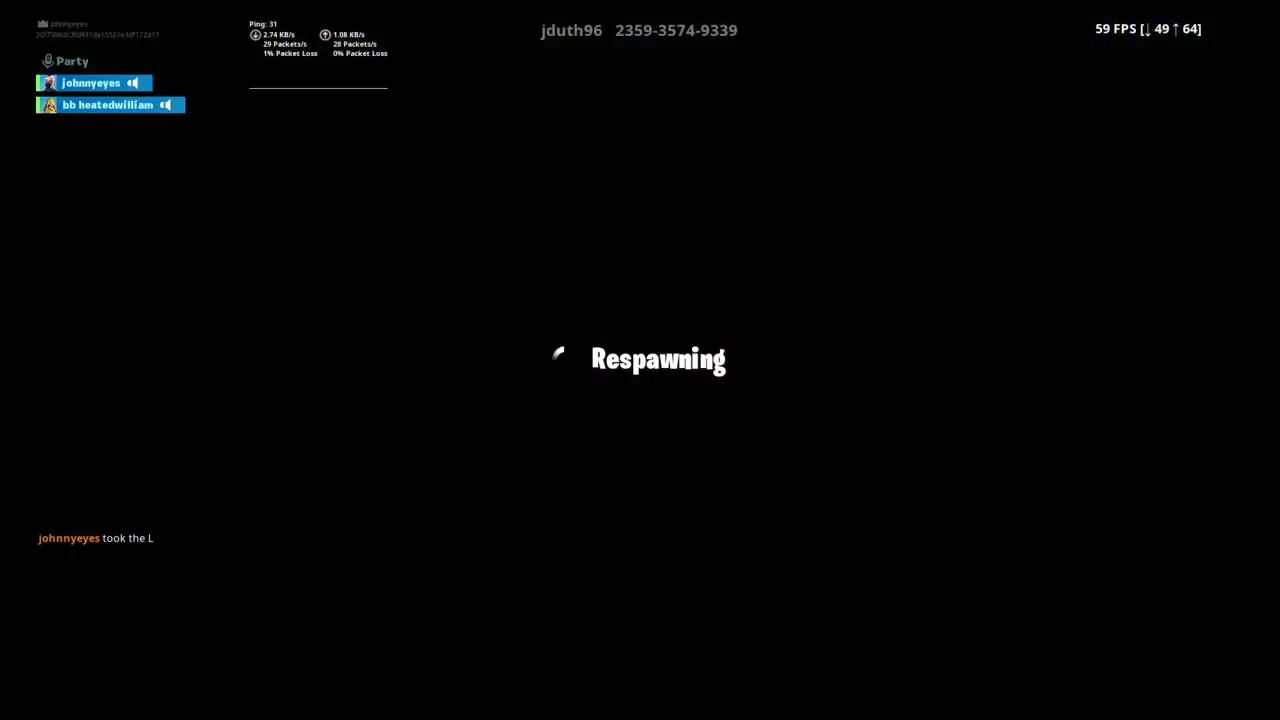 johnnyeyes
Party
johnnyeyes
bb heatedwilliam
Ping: 31
2.74 KB/s 1.08 KB/s
29 Packets/s 28 Packets/s
1% Packet Loss 0% Packet Loss
jduth96 2359-3574-9339
59 FPS [↓ 49 ↑ 64]
Respawning
johnnyeyes took the L